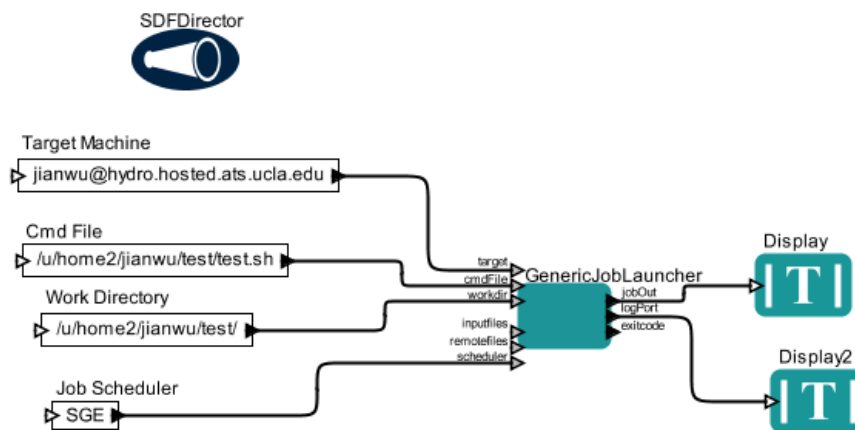 SDFDirector
Target Machine
jianwu@hydro.hosted.ats.ucla.edu
Cmd File
/u/home2/jianwu/test/test.sh
Work Directory
/u/home2/jianwu/test/
Job Scheduler
SGE
target
cmdFile
workdir
inputfiles
remotefiles
scheduler
GenericJobLauncher
jobOut
logPort
exitcode
Display
T
Display2
T